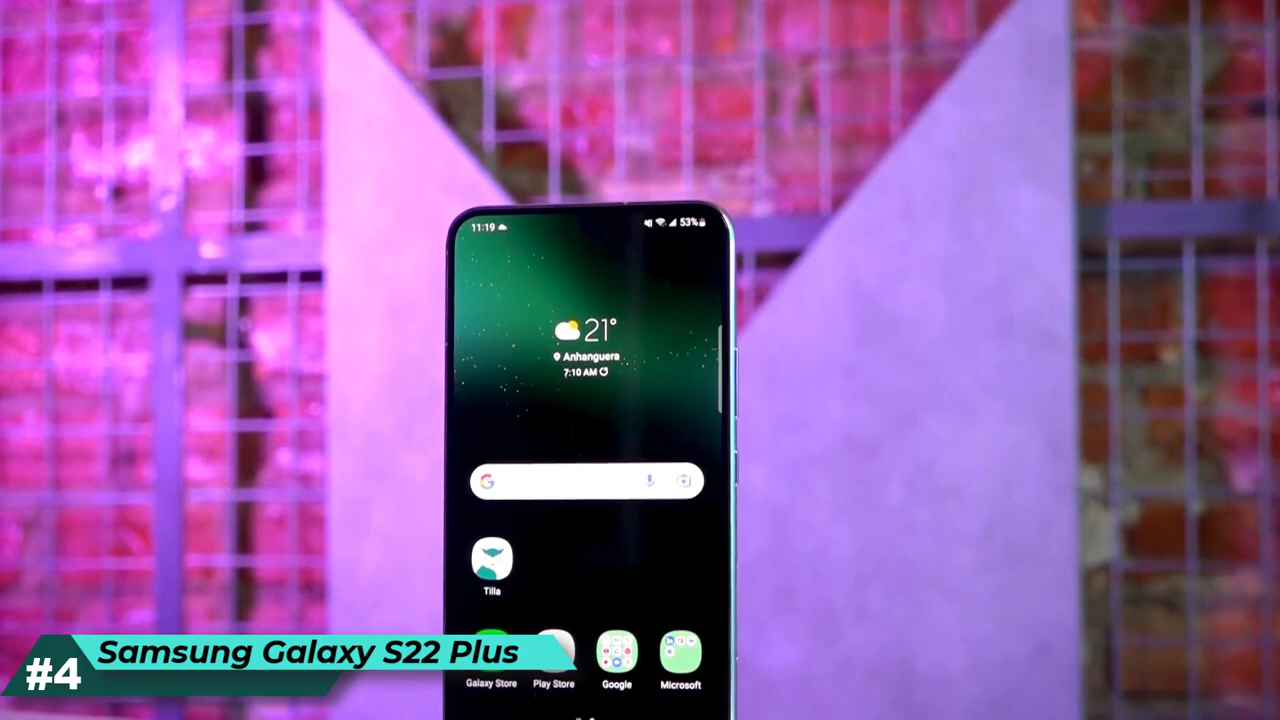 11:19 53%
21°
Anhanguera
7:10 AM
G
Tilla
Galaxy Store Play Store Google Microsoft
Samsung Galaxy S22 Plus
#4